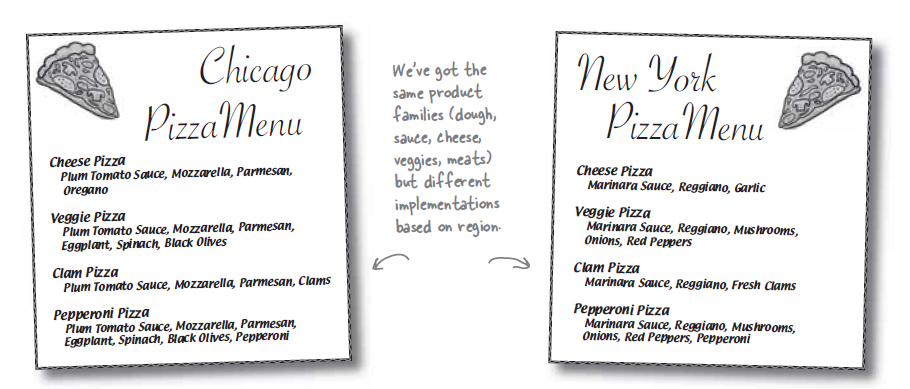 Chicago
PizzaMenu
Cheese Pizza
Plum Tomato Sauce, Mozzarella, Parmesan,
Oregano
Veggie Pizza
Plum Tomato Sauce, Mozzarella, Parmesan,
Eggplant, Spinach, Black Olives
Clam Pizza
Plum Tomato Sauce, Mozzarella, Parmesan, Clams
Pepperoni Pizza
Plum Tomato Sauce, Mozzarella, Parmesan,
Eggplant, Spinach, Black Olives, Pepperoni
We've got the
same product
families (dough,
sauce, cheese,
veggies, meats)
but different
implementations
based on region.
New York
PizzaMenu
Cheese Pizza
Marinara Sauce, Reggiano, Garlic
Veggie Pizza
Marinara Sauce, Reggiano, Mushrooms,
Onions, Red Peppers
Clam Pizza
Marinara Sauce, Reggiano, Fresh Clams
Pepperoni Pizza
Marinara Sauce, Reggiano, Mushrooms,
Onions, Red Peppers, Pepperoni